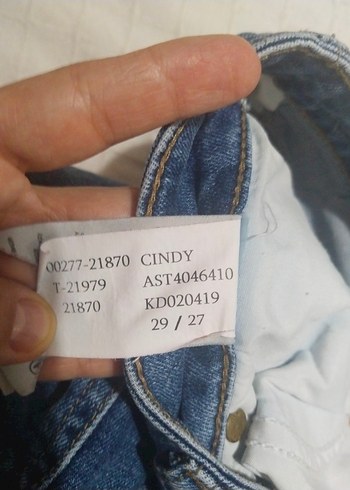 00277-21870 CINDY
T-21979 AST4046410
21870 KD020419
29 / 27